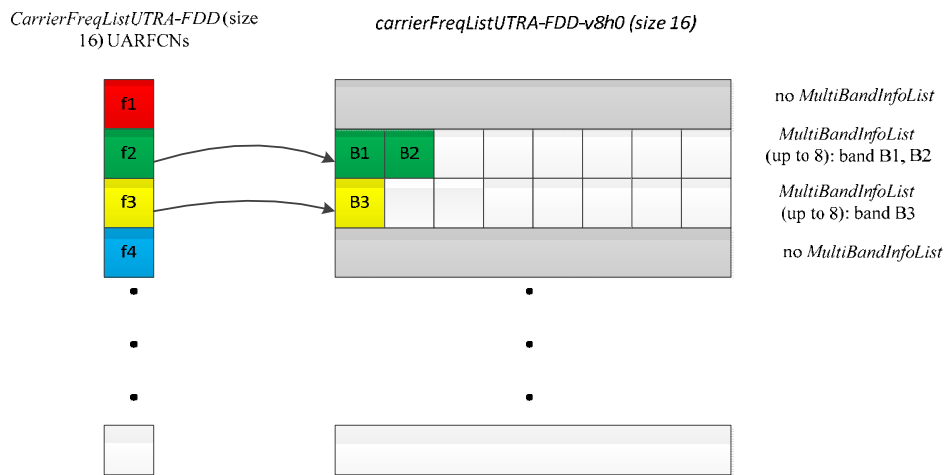 CarrierFreqListUTRA-FDD (size
16) UARFCNs
carrierFreqListUTRA-FDD-v8h0 (size 16)
f1
no MultiBandInfoList
f2
B1 B2
MultiBandInfoList
(up to 8): band B1, B2
f3
B3
MultiBandInfoList
(up to 8): band B3
f4
no MultiBandInfoList